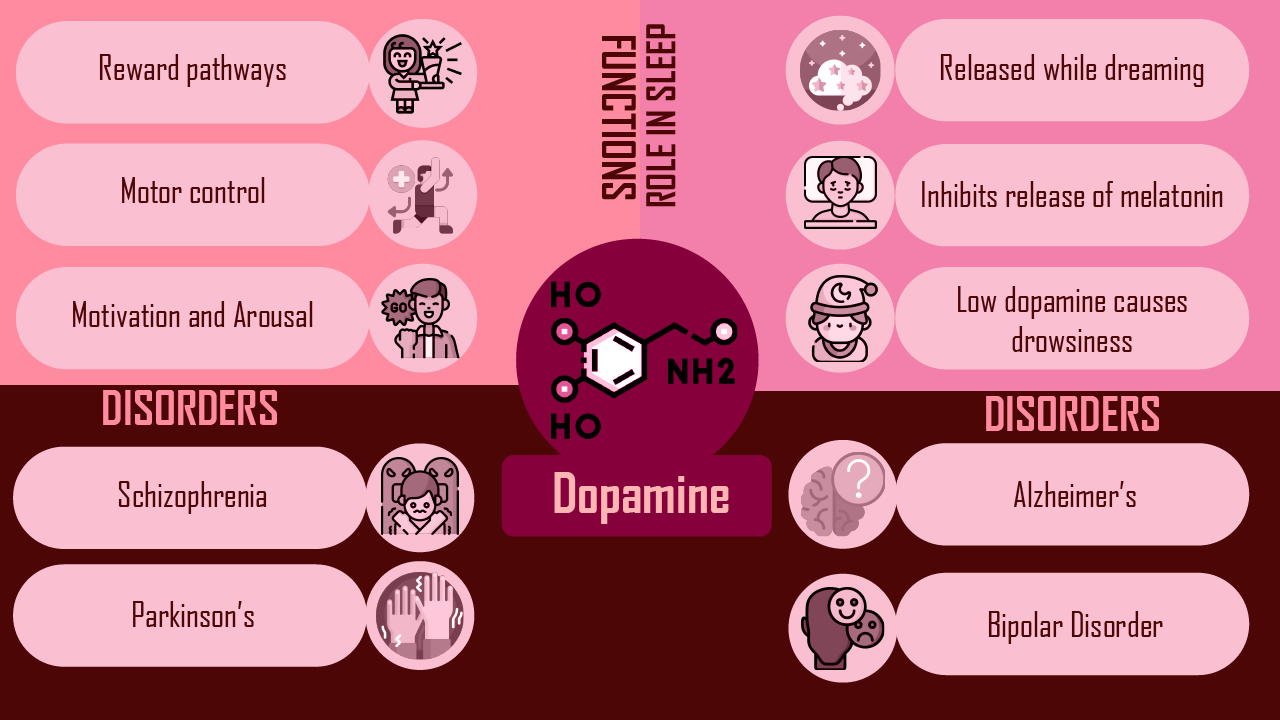 FUNCTIONS
Reward pathways
Motor control
Motivation and Arousal
GO
ROLE IN SLEEP
Released while dreaming
Inhibits release of melatonin
Low dopamine causes
drowsiness
HO
NH2
HO
Dopamine
DISORDERS
Schizophrenia
Parkinson's
DISORDERS
Alzheimer's
?
Bipolar Disorder